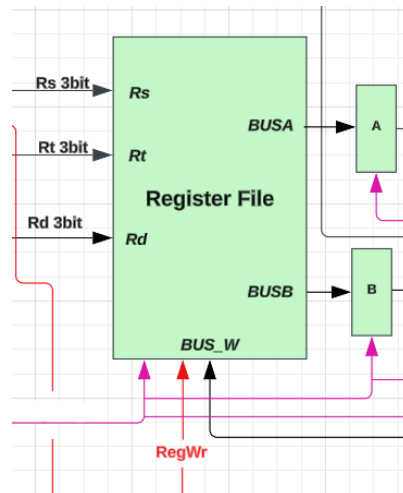 Rs 3bit
Rs
BUSA
A
Rt 3bit
Rt
Register File
Rd 3bit
Rd
BUSB
B
BUS_W
RegWr